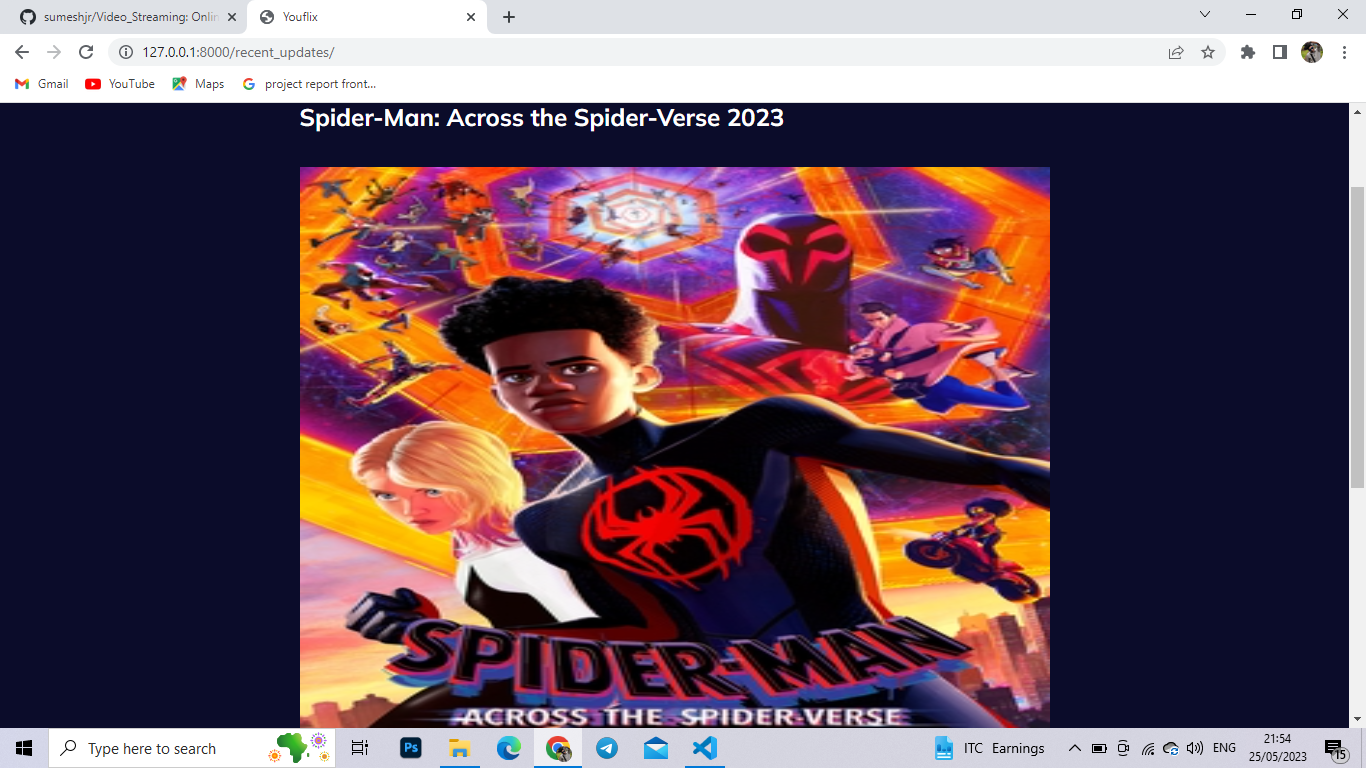 sumeshjr/Video_Streaming: Onlin
Youflix
127.0.0.1:8000/recent_updates/
Gmail
YouTube
Maps
project report front...
Spider-Man: Across the Spider-Verse 2023
SPIDER-MAN
ACROSS THE SPIDER-VERSE
Type here to search
Ps
ITC Earnings
ENG
21:54
25/05/2023
15